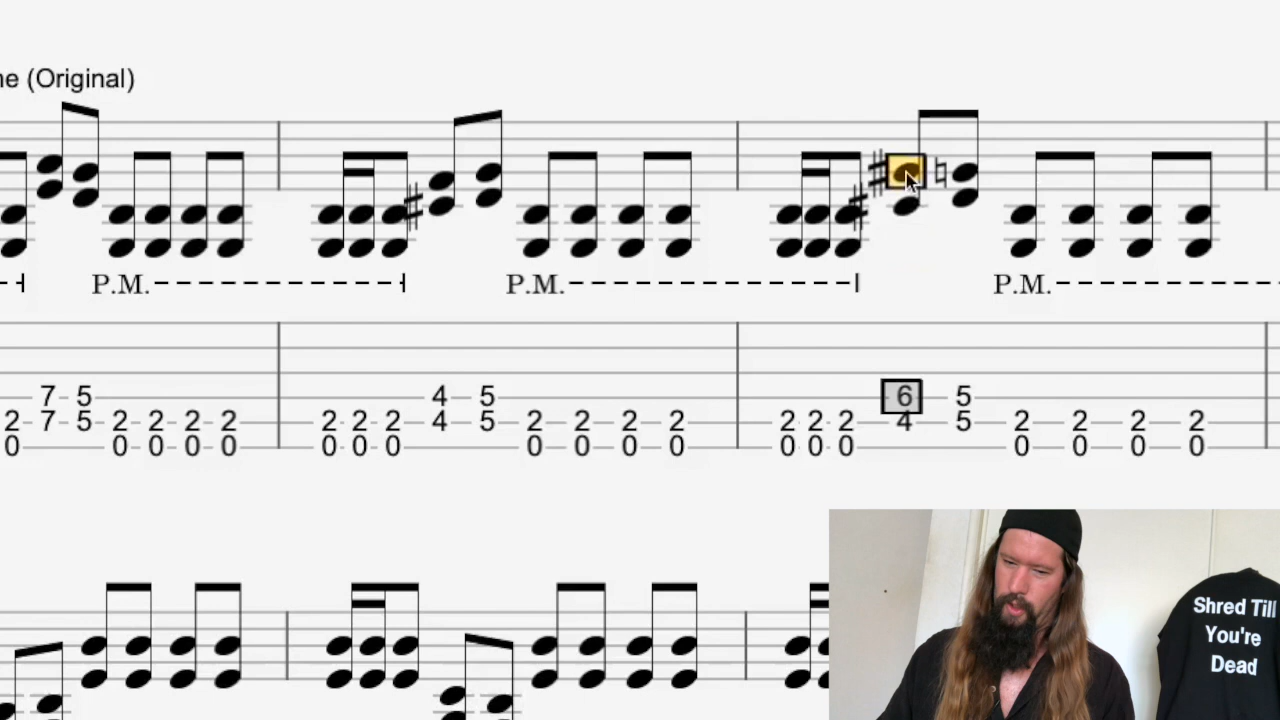 ne (Original)
P.M. P.M. P.M.
7 5 4 5 6 5
2 7 5 2 2 2 2 2 2 2 4 5 2 2 2 2 2 2 2 4 5 2 2 2 2
0 0 0 0 0 0 0 0 0 0 0 0 0 0 0 0 0 0 0
Shred Till
You're
Dead